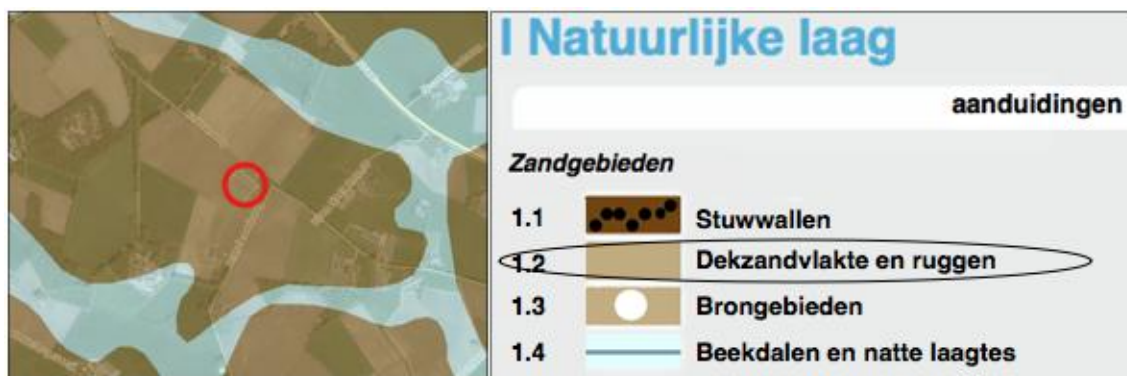 I Natuurlijke laag
aanduidingen
Zandgebieden
1.1 Stuwwallen
1.2 Dekzandvlakte en ruggen
1.3 Brongebieden
1.4 Beekdalen en natte laagtes